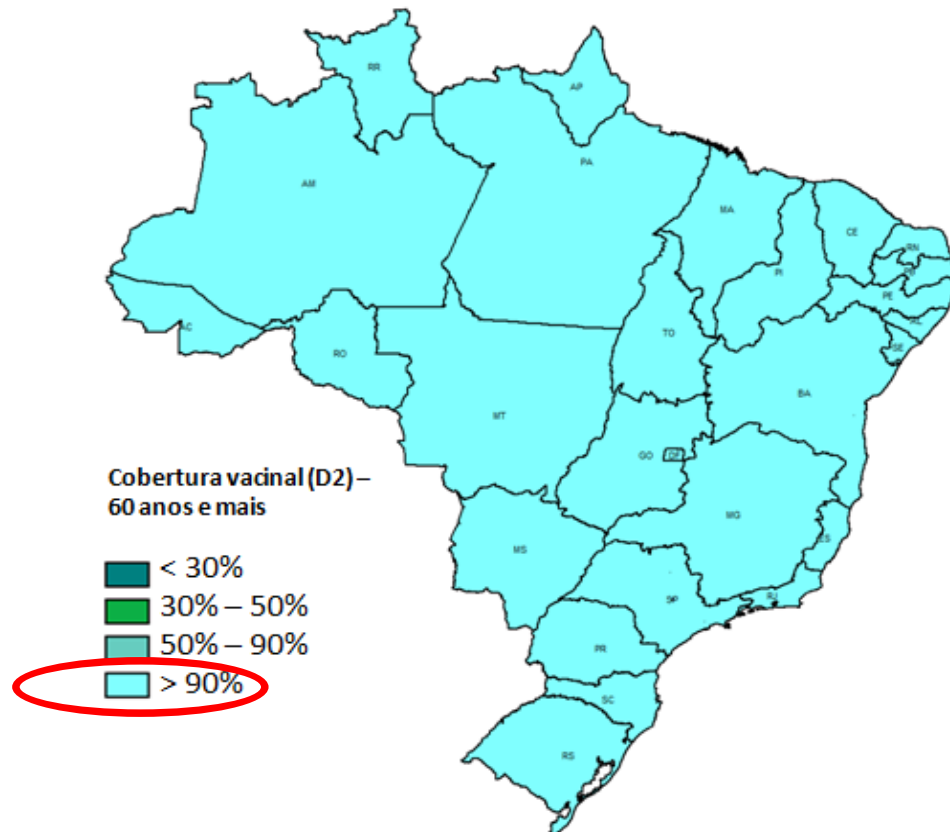 RR
AP
AM
PA
MA
CE
RN
PB
PI
PE
AL
AC
TO
SE
RO
BA
MT
GO
DF
MG
Cobertura vacinal (D2) –
60 anos e mais
MS
ES
< 30%
SP
RJ
30% – 50%
50% – 90%
PR
> 90%
SC
RS